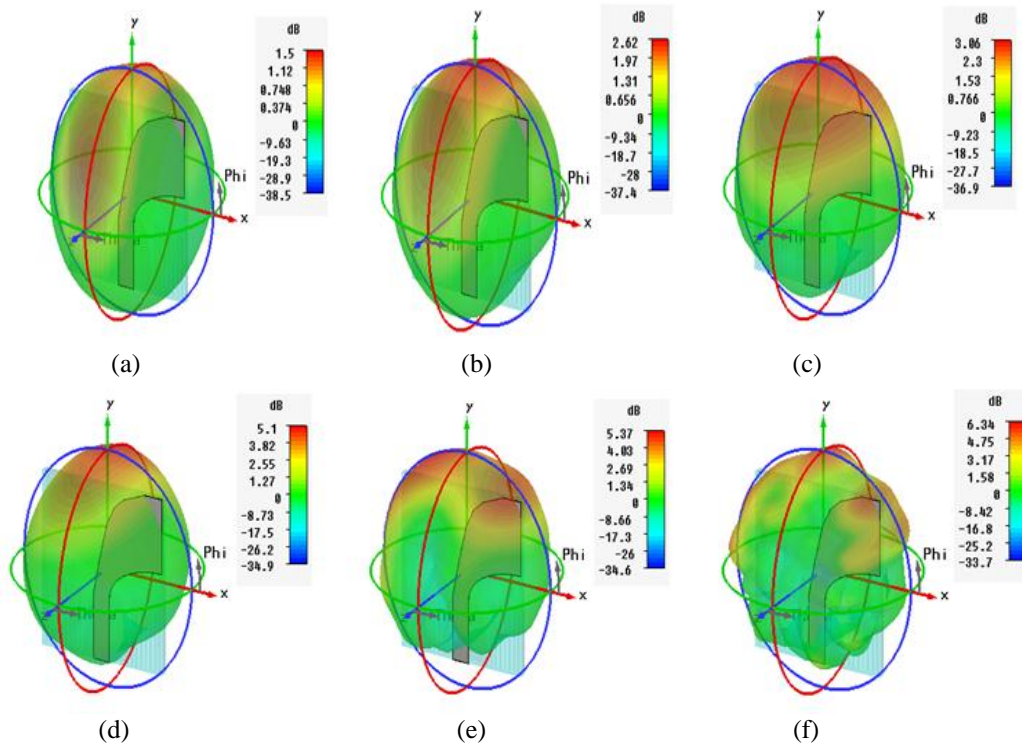 y
dB
1.5
1.12
0.748
0.374
0
-9.63
-19.3
-28.9
-38.5
Phi
x
(a)
y
dB
2.62
1.97
1.31
0.656
0
-9.34
-18.7
-28
-37.4
Phi
x
(b)
y
dB
3.06
2.3
1.53
0.766
0
-9.23
-18.5
-27.7
-36.9
Phi
x
(c)
y
dB
5.1
3.82
2.55
1.27
0
-8.73
-17.5
-26.2
-34.9
Phi
x
(d)
y
dB
5.37
4.03
2.69
1.34
0
-8.66
-17.3
-26
-34.6
Phi
x
(e)
y
dB
6.34
4.75
3.17
1.58
0
-8.42
-16.8
-25.2
-33.7
Phi
x
(f)